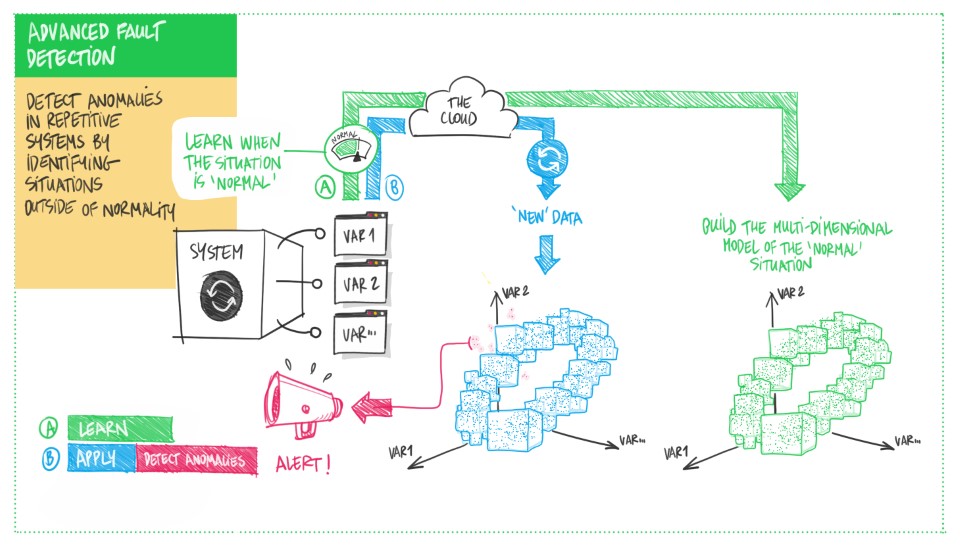 ADVANCED FAULT
DETECTION
DETECT ANOMALIES
IN REPETITIVE
SYSTEMS BY
IDENTIFYING
SITUATIONS
OUTSIDE OF NORMALITY
LEARN WHEN
THE SITUATION
IS 'NORMAL'
NORMAL
THE
CLOUD
A
B
SYSTEM
VAR 1
VAR 2
VAR...
'NEW' DATA
BUILD THE MULTI-DIMENSIONAL
MODEL OF THE 'NORMAL'
SITUATION
VAR 2
VAR1
VAR...
VAR 2
VAR1
VAR...
A LEARN
B APPLY DETECT ANOMALIES
ALERT!